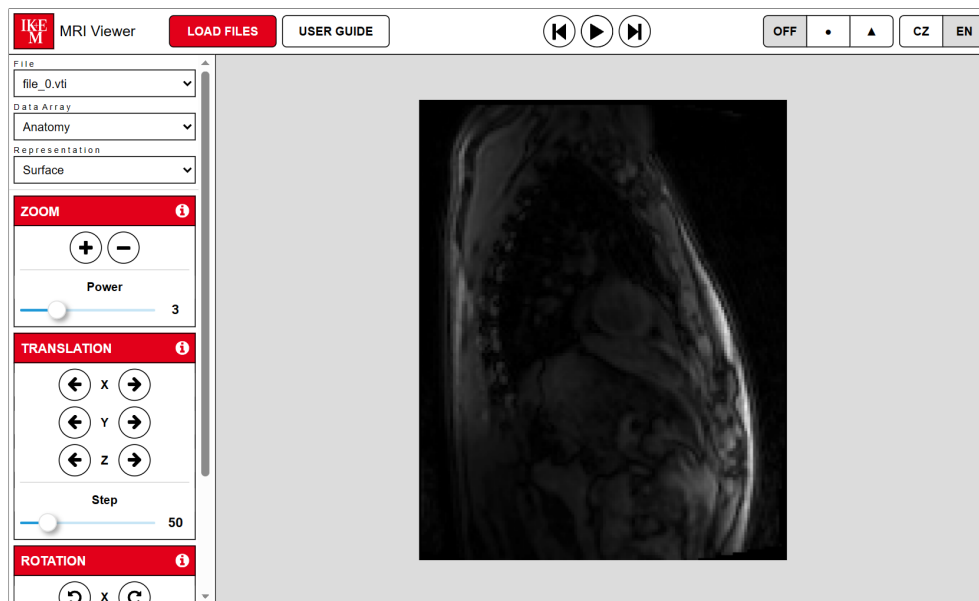 IKEM MRI Viewer LOAD FILES USER GUIDE OFF CZ EN
File
file_0.vti
Data Array
Anatomy
Representation
Surface
ZOOM
Power
3
TRANSLATION
X
Y
Z
Step
50
ROTATION
X